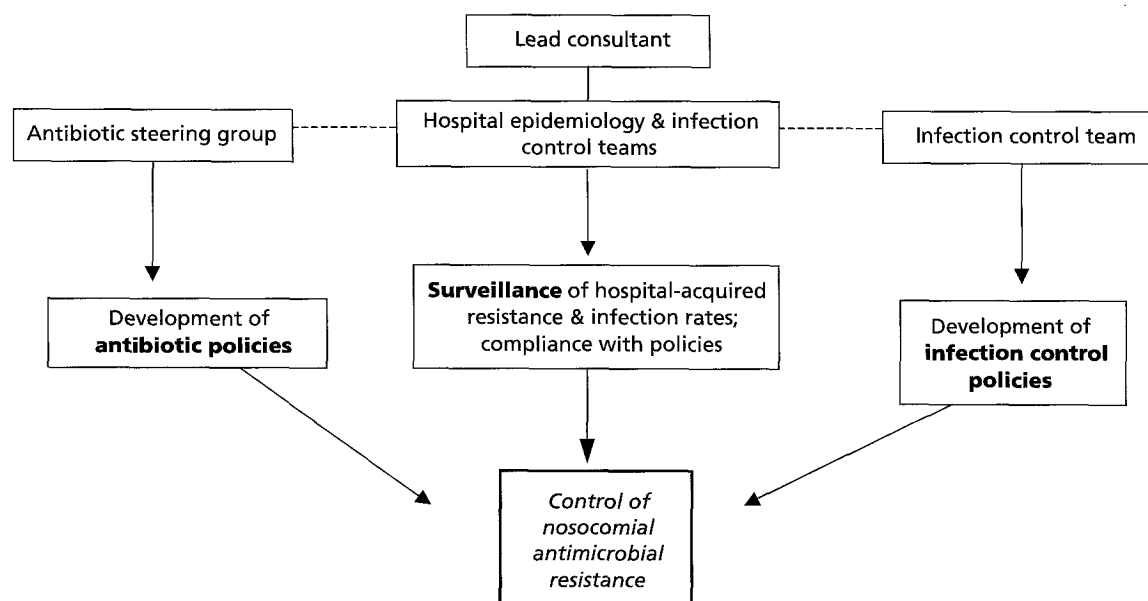 Lead consultant
Antibiotic steering group
Hospital epidemiology & infection
control teams
Infection control team
Development of
antibiotic policies
Surveillance of hospital-acquired
resistance & infection rates;
compliance with policies
Development of
infection control
policies
Control of
nosocomial
antimicrobial
resistance